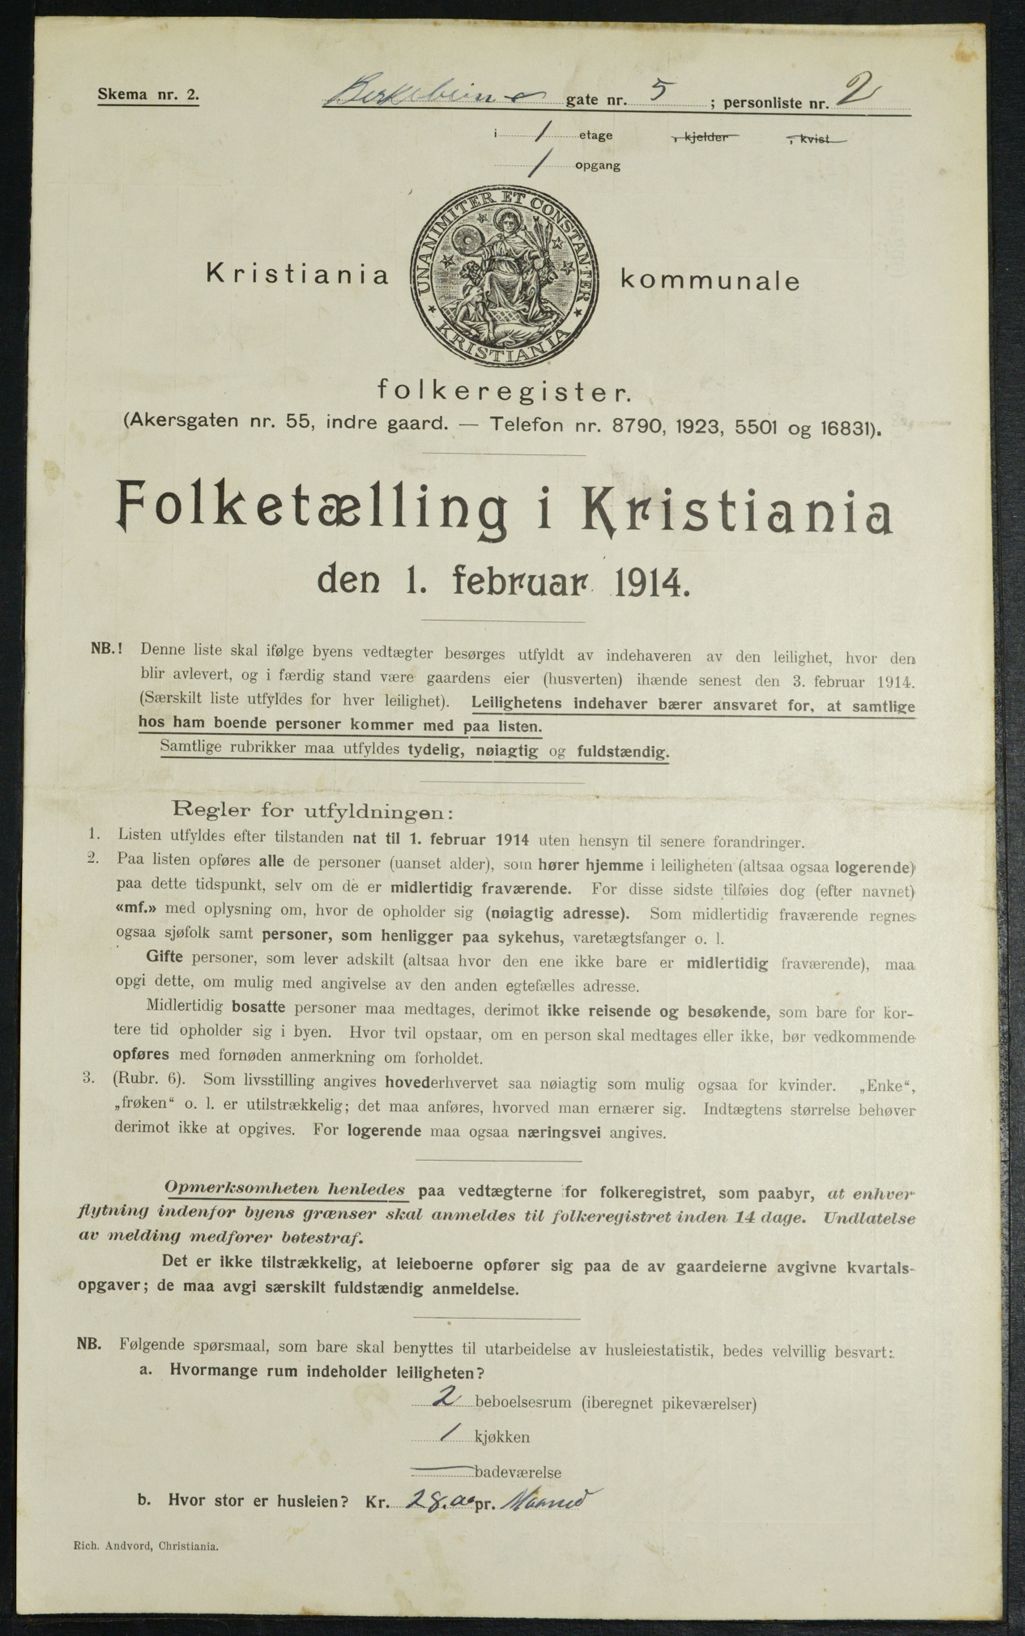 Skema nr. 2.
Birkebeiner gate nr. 5; personliste nr. 2
i 1 etage , kjelder , kvist
1 opgang
UNANIMITER ET CONSTANTER
KRISTIANIA
Kristiania kommunale
folkeregister.
(Akersgaten nr. 55, indre gaard. — Telefon nr. 8790, 1923, 5501 og 16831).
Folketælling i Kristiania
den 1. februar 1914.
NB.! Denne liste skal ifølge byens vedtægter besørges utfyldt av indehaveren av den leilighet, hvor den
blir avlevert, og i færdig stand være gaardens eier (husverten) ihænde senest den 3. februar 1914.
(Særskilt liste utfyldes for hver leilighet). Leilighetens indehaver bærer ansvaret for, at samtlige
hos ham boende personer kommer med paa listen.
Samtlige rubrikker maa utfyldes tydelig, nøiagtig og fuldstændig.
Regler for utfyldningen:
1. Listen utfyldes efter tilstanden nat til 1. februar 1914 uten hensyn til senere forandringer.
2. Paa listen opføres alle de personer (uanset alder), som hører hjemme i leiligheten (altsaa ogsaa logerende)
paa dette tidspunkt, selv om de er midlertidig fraværende. For disse sidste tilføies dog (efter navnet)
«mf.» med oplysning om, hvor de opholder sig (nøiagtig adresse). Som midlertidig fraværende regnes
ogsaa sjøfolk samt personer, som henligger paa sykehus, varetægtsfanger o. l.
Gifte personer, som lever adskilt (altsaa hvor den ene ikke bare er midlertidig fraværende), maa
opgi dette, om mulig med angivelse av den anden egtefælles adresse.
Midlertidig bosatte personer maa medtages, derimot ikke reisende og besøkende, som bare for kor-
tere tid opholder sig i byen. Hvor tvil opstaar, om en person skal medtages eller ikke, bør vedkommende
opføres med fornøden anmerkning om forholdet.
3. (Rubr. 6). Som livsstilling angives hovederhvervet saa nøiagtig som mulig ogsaa for kvinder. „Enke“,
„frøken“ o. l. er utilstrækkelig; det maa anføres, hvorved man ernærer sig. Indtægtens størrelse behøver
derimot ikke at opgives. For logerende maa ogsaa næringsvei angives.
Opmerksomheten henledes paa vedtægterne for folkeregistret, som paabyr, at enhver
flytning indenfor byens grænser skal anmeldes til folkeregistret inden 14 dage. Undlatelse
av melding medfører bøtestraf.
Det er ikke tilstrækkelig, at leieboerne opfører sig paa de av gaardeierne avgivne kvartals-
opgaver; de maa avgi særskilt fuldstændig anmeldelse.
NB. Følgende spørsmaal, som bare skal benyttes til utarbeidelse av husleiestatistik, bedes velvillig besvart:
a. Hvormange rum indeholder leiligheten?
2 beboelsesrum (iberegnet pikeværelser)
1 kjøkken
— badeværelse
b. Hvor stor er husleien? Kr. 28.00 pr. Maaned
Rich. Andvord, Christiania.